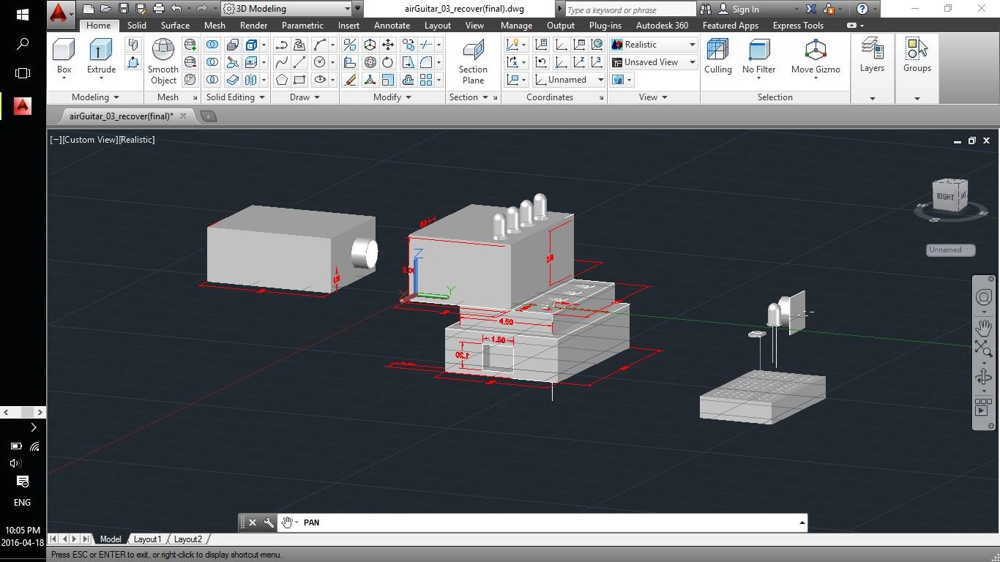 3D Modeling
airGuitar_03_recover(final).dwg
Type a keyword or phrase
Sign In
Home Solid Surface Mesh Render Parametric Insert Annotate Layout View Manage Output Plug-ins Autodesk 360 Featured Apps Express Tools
Box
Extrude
Smooth
Object
Section
Plane
Realistic
Unsaved View
Unnamed
Culling
No Filter
Move Gizmo
Layers
Groups
Modeling Mesh Solid Editing Draw Modify Section Coordinates View Selection
airGuitar_03_recover(final)*
[−][Custom View][Realistic]
RIGHT
W
S
E
Unnamed
Z
Y
X
4.50
1.50
1.20
PAN
Model Layout1 Layout2
Press ESC or ENTER to exit, or right-click to display shortcut-menu.
ENG
10:05 PM
2016-04-18